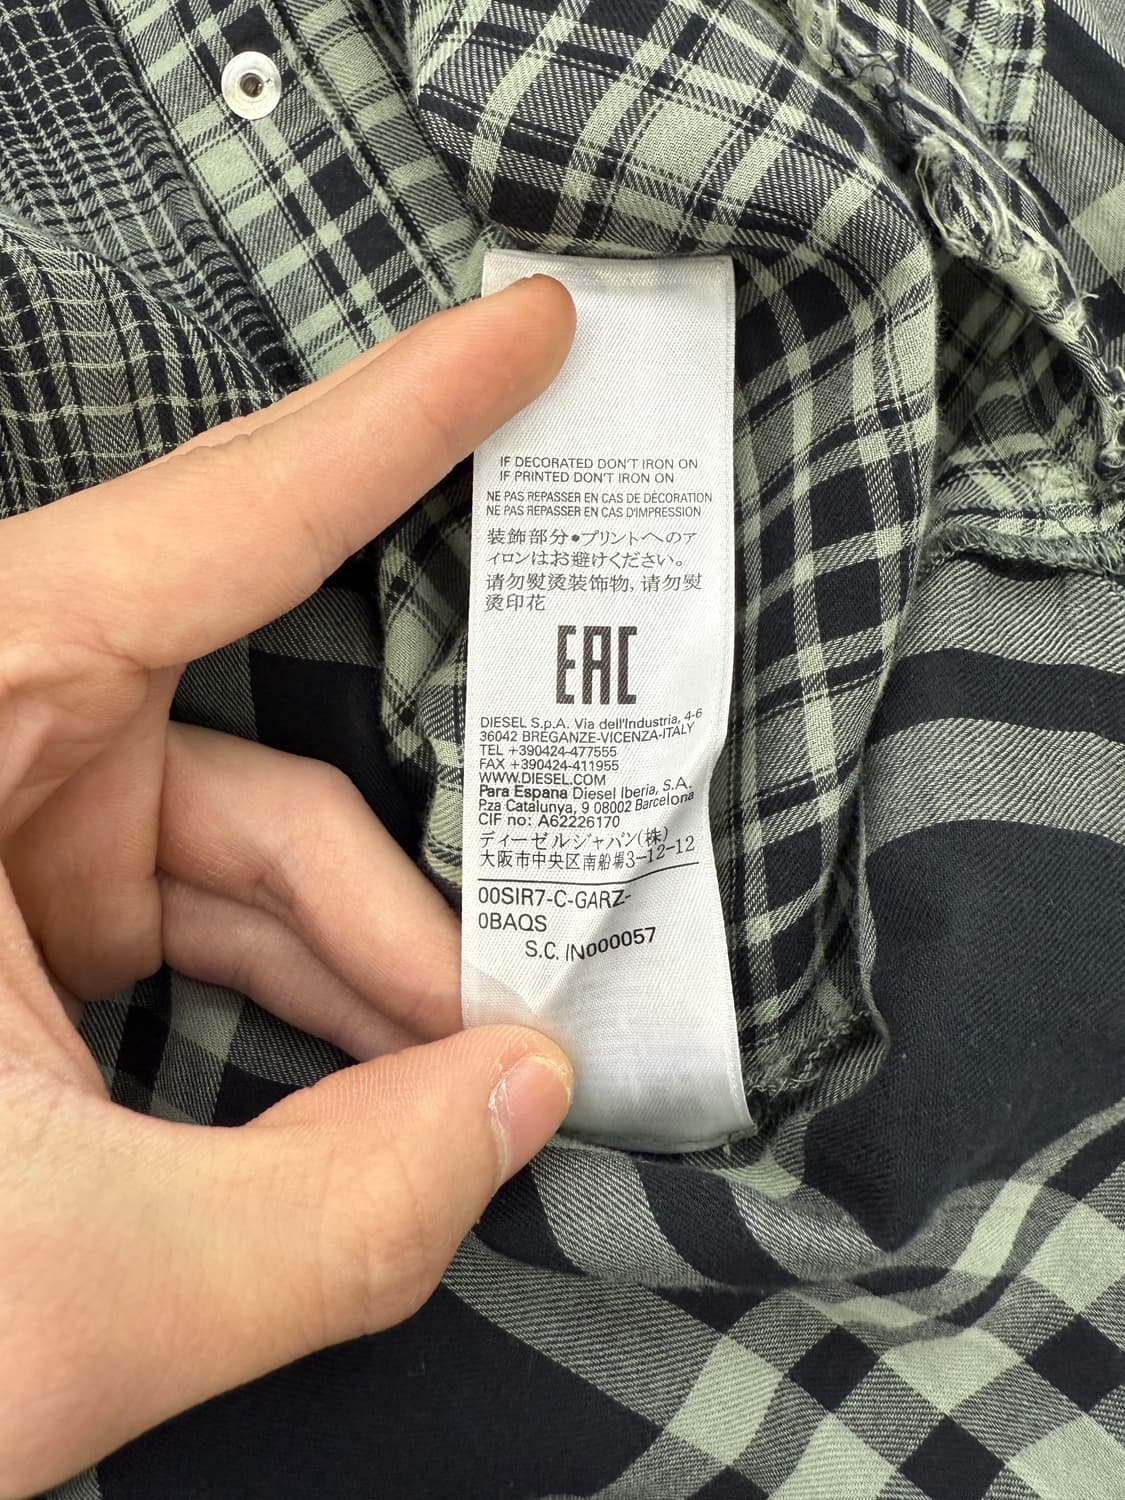 IF DECORATED DON'T IRON ON
IF PRINTED DON'T IRON ON
NE PAS REPASSER EN CAS DE DÉCORATION
NE PAS REPASSER EN CAS D'IMPRESSION
装飾部分●プリントへのア
イロンはお避けください。
请勿熨烫装饰物, 请勿熨
烫印花
EAC
DIESEL S.p.A. Via dell'Industria, 4-6
36042 BREGANZE-VICENZA-ITALY
TEL +390424-477555
FAX +390424-411955
WWW.DIESEL.COM
Para Espana Diesel Iberia, S.A.
Pza Catalunya, 9 08002 Barcelona
CIF no: A62226170
ディーゼルジャパン(株)
大阪市中央区南船場3-12-12
00SIR7-C-GARZ-
0BAQS
S.C. IN000057